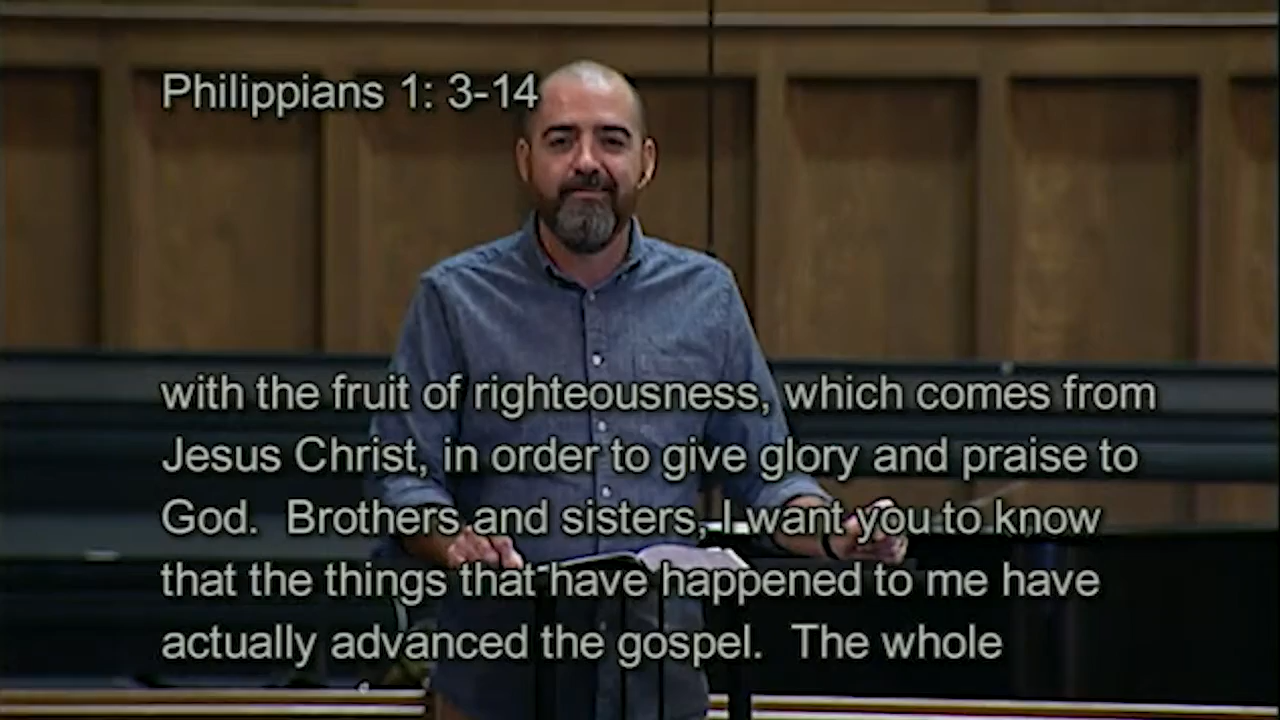 Philippians 1: 3-14
with the fruit of righteousness, which comes from
Jesus Christ, in order to give glory and praise to
God.  Brothers and sisters, I want you to know
that the things that have happened to me have
actually advanced the gospel.  The whole